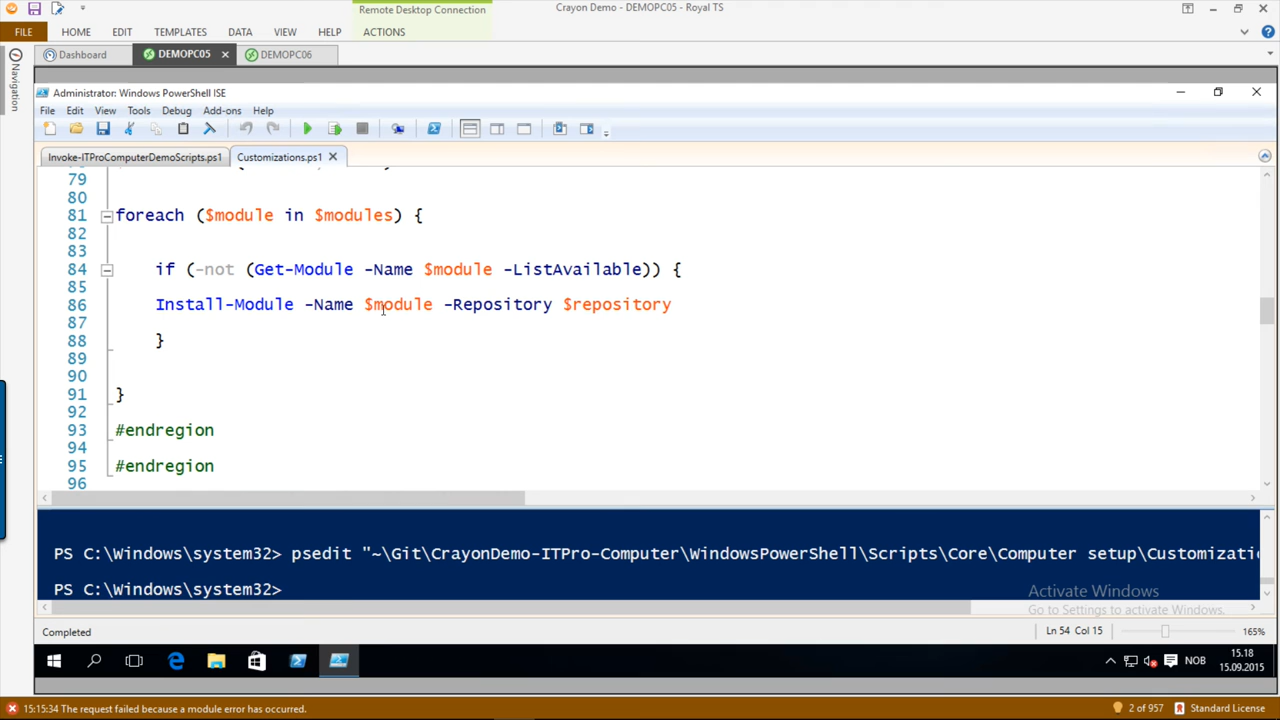 Remote Desktop Connection
Crayon Demo - DEMOPC05 - Royal TS
FILE HOME EDIT TEMPLATES DATA VIEW HELP ACTIONS
Dashboard DEMOPC05 DEMOPC06
Navigation
Administrator: Windows PowerShell ISE
File Edit View Tools Debug Add-ons Help
Invoke-ITProComputerDemoScripts.ps1 Customizations.ps1
79
80
81 foreach ($module in $modules) {
82
83
84 if (-not (Get-Module -Name $module -ListAvailable)) {
85
86 Install-Module -Name $module -Repository $repository
87
88 }
89
90
91 }
92
93 #endregion
94
95 #endregion
96
PS C:\Windows\system32> psedit "~\Git\CrayonDemo-ITPro-Computer\WindowsPowerShell\Scripts\Core\Computer setup\Customizatio
PS C:\Windows\system32>
Activate Windows
Go to Settings to activate Windows.
Completed Ln 54 Col 15 165%
NOB 15.18
15.09.2015
15:15:34 The request failed because a module error has occurred. 2 of 957 Standard License